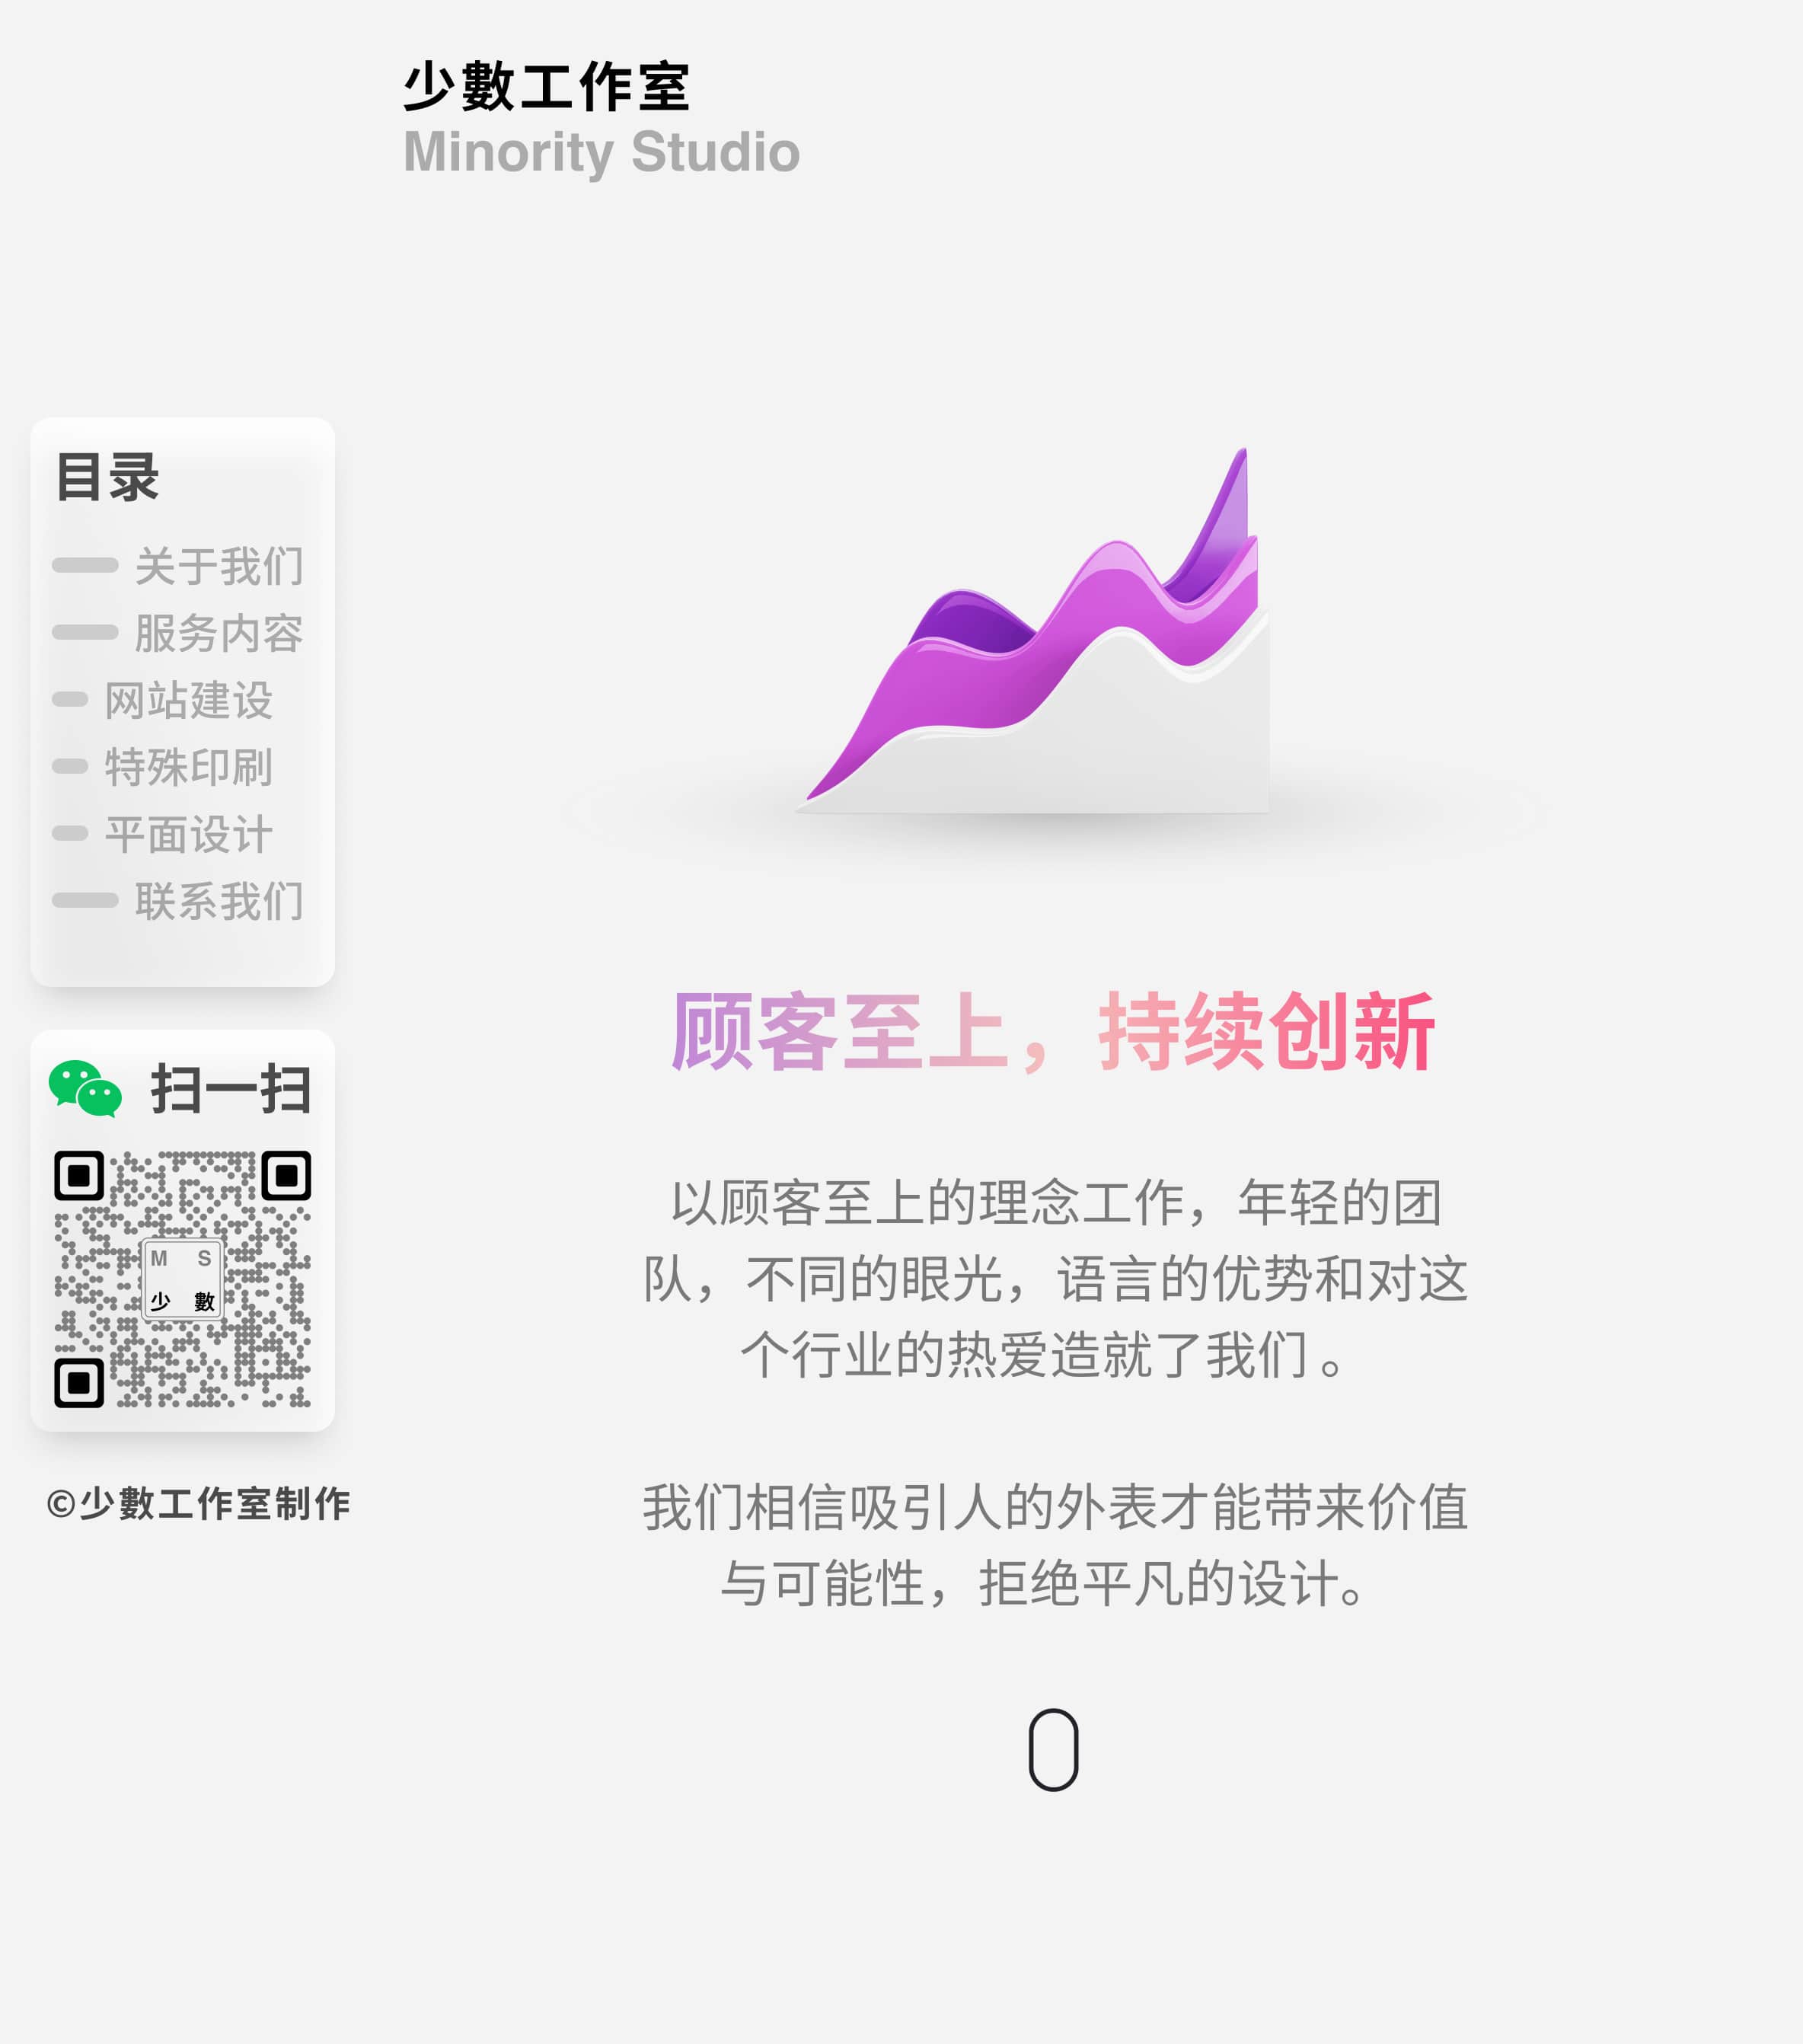 少數工作室
Minority Studio
目录
关于我们
服务内容
网站建设
特殊印刷
平面设计
联系我们
扫一扫
M S
少 數
©少數工作室制作
顾客至上，持续创新
以顾客至上的理念工作，年轻的团
队，不同的眼光，语言的优势和对这
个行业的热爱造就了我们 。
我们相信吸引人的外表才能带来价值
与可能性，拒绝平凡的设计。